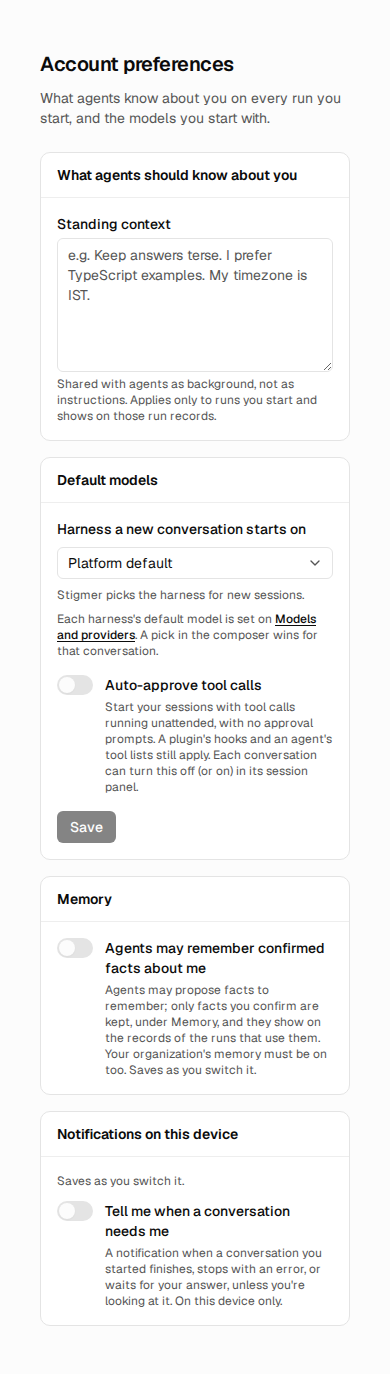 Account preferences
What agents know about you on every run you
start, and the models you start with.
What agents should know about you
Standing context
e.g. Keep answers terse. I prefer
TypeScript examples. My timezone is
IST.
Shared with agents as background, not as
instructions. Applies only to runs you start and
shows on those run records.
Default models
Harness a new conversation starts on
Platform default
Stigmer picks the harness for new sessions.
Each harness's default model is set on Models
and providers. A pick in the composer wins for
that conversation.
Auto-approve tool calls
Start your sessions with tool calls
running unattended, with no approval
prompts. A plugin's hooks and an agent's
tool lists still apply. Each conversation
can turn this off (or on) in its session
panel.
Save
Memory
Agents may remember confirmed
facts about me
Agents may propose facts to
remember; only facts you confirm are
kept, under Memory, and they show on
the records of the runs that use them.
Your organization's memory must be on
too. Saves as you switch it.
Notifications on this device
Saves as you switch it.
Tell me when a conversation
needs me
A notification when a conversation you
started finishes, stops with an error, or
waits for your answer, unless you're
looking at it. On this device only.